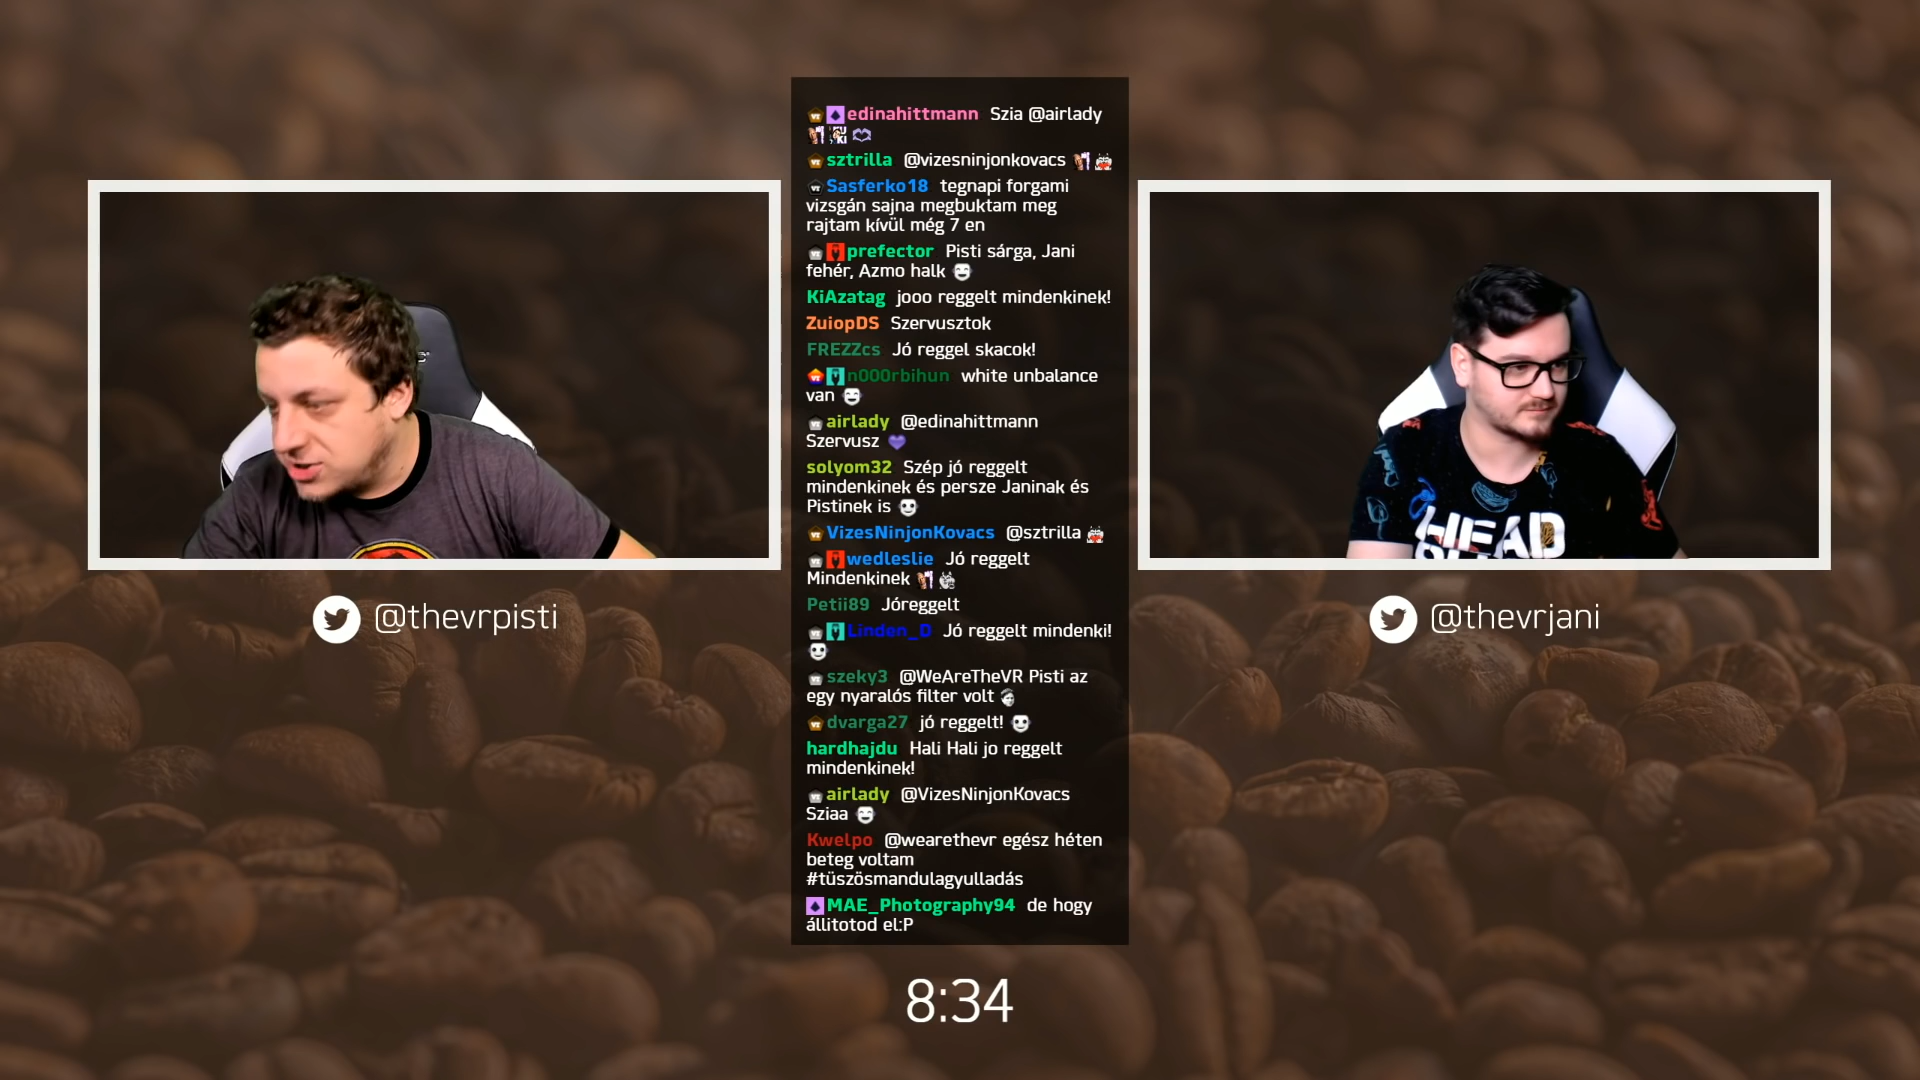 edinahittmann Szia @airlady
sztrilla @vizesninjonkovacs
Sasferko18 tegnapi forgami
vizsgán sajna megbuktam meg
rajtam kívül még 7 en
prefector Pisti sárga, Jani
fehér, Azmo halk
KiAzatag jooo reggelt mindenkinek!
ZuiopDS Szervusztok
FREZZcs Jó reggel skacok!
n000rbihun white unbalance
van
airlady @edinahittmann
Szervusz
solyom32 Szép jó reggelt
mindenkinek és persze Janinak és
Pistinek is
VizesNinjonKovacs @sztrilla
wedleslie Jó reggelt
Mindenkinek
Petii89 Jóreggelt
Linden_D Jó reggelt mindenki!
szeky3 @WeAreTheVR Pisti az
egy nyaralós filter volt
dvarga27 jó reggelt!
hardhajdu Hali Hali jo reggelt
mindenkinek!
airlady @VizesNinjonKovacs
Sziaa
Kwelpo @wearethevr egész héten
beteg voltam
#tüszösmandulagyulladás
MAE_Photography94 de hogy
állitotod el:P
HEAD
@thevrpisti
@thevrjani
8:34